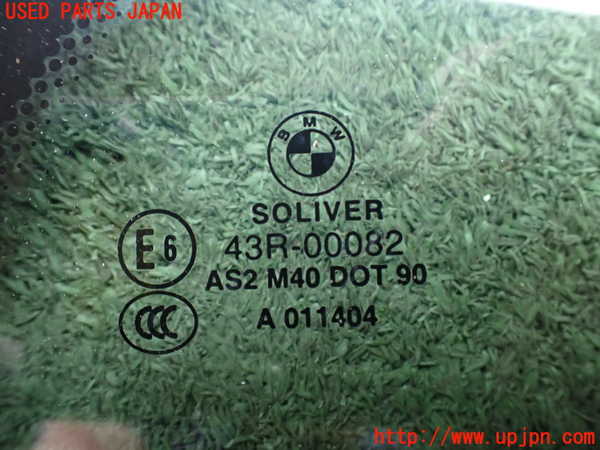 USED PARTS JAPAN
BMW
SOLIVER
E6
43R-00082
AS2 M40 DOT 90
CCC
A 011404
http://www.upjpn.com/